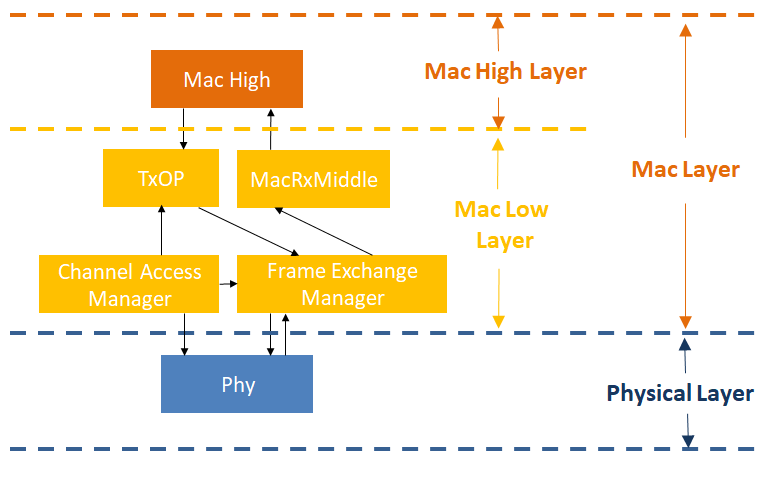 Mac High
Mac High Layer
TxOP
MacRxMiddle
Mac Layer
Mac Low
Layer
Channel Access
Manager
Frame Exchange
Manager
Phy
Physical Layer